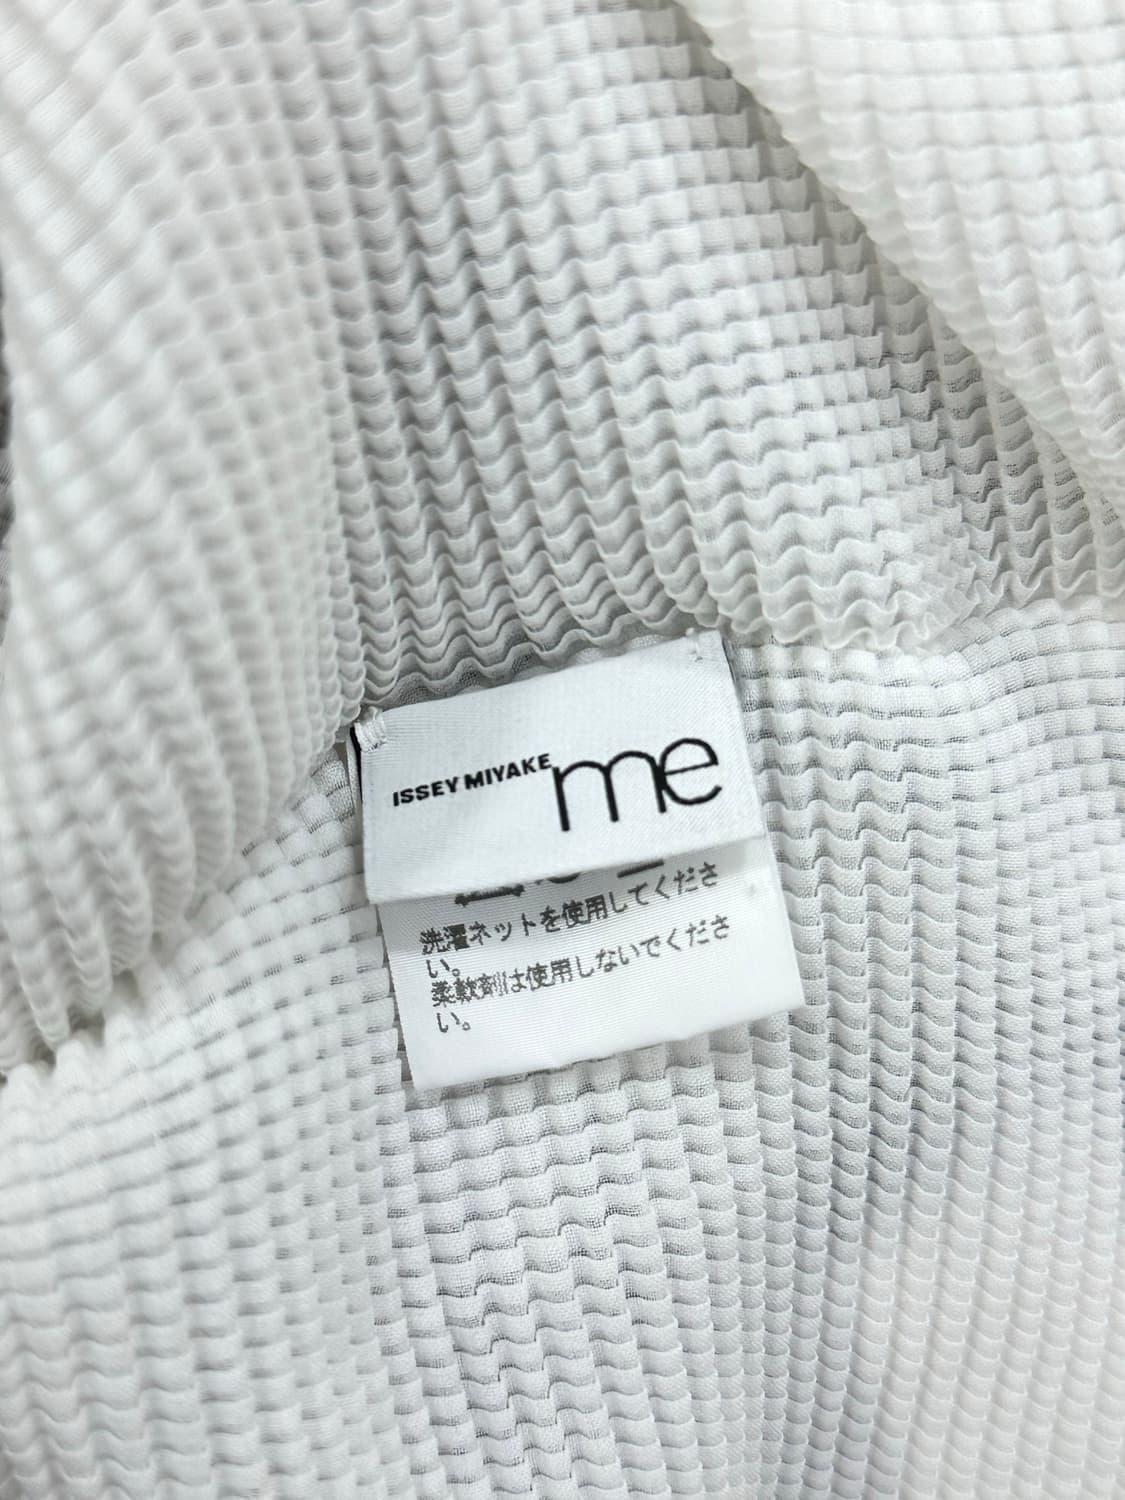 ISSEY MIYAKE me
洗濯ネットを使用してくださ
い。
柔軟剤は使用しないでくださ
い。